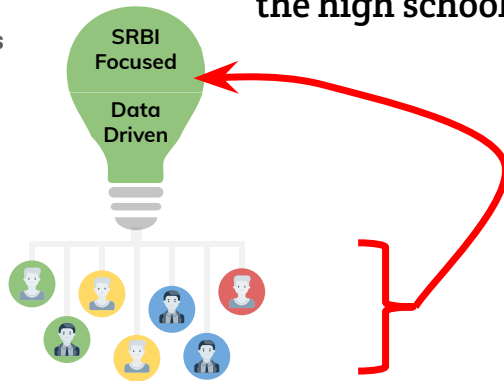 the high school
s
SRBI
Focused
Data
Driven